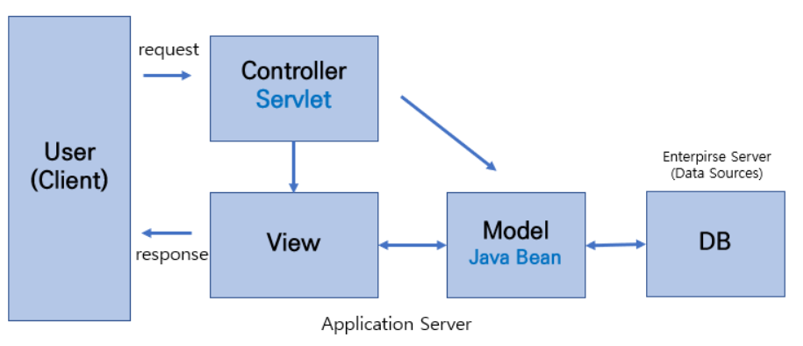 request
Controller
Servlet
User
(Client)
Enterpirse Server
(Data Sources)
View
Model
Java Bean
DB
response
Application Server